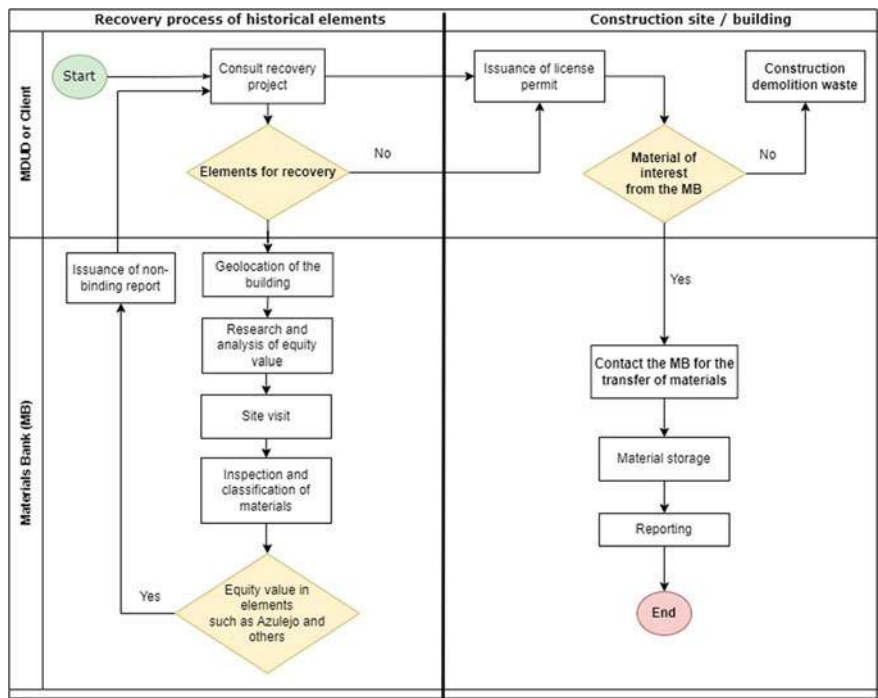 Recovery process of historical elements
Construction site / building
MDUD or Client
Start
Consult recovery
project
Issuance of license
permit
Construction
demolition waste
No
Elements for recovery
Material of
interest
from the MB
No
Materials Bank (MB)
Issuance of non-
binding report
Geolocation of the
building
Yes
Research and
analysis of equity
value
Contact the MB for the
transfer of materials
Site visit
Material storage
Inspection and
classification of
materials
Reporting
Yes
Equity value in
elements
such as Azulejo and
others
End